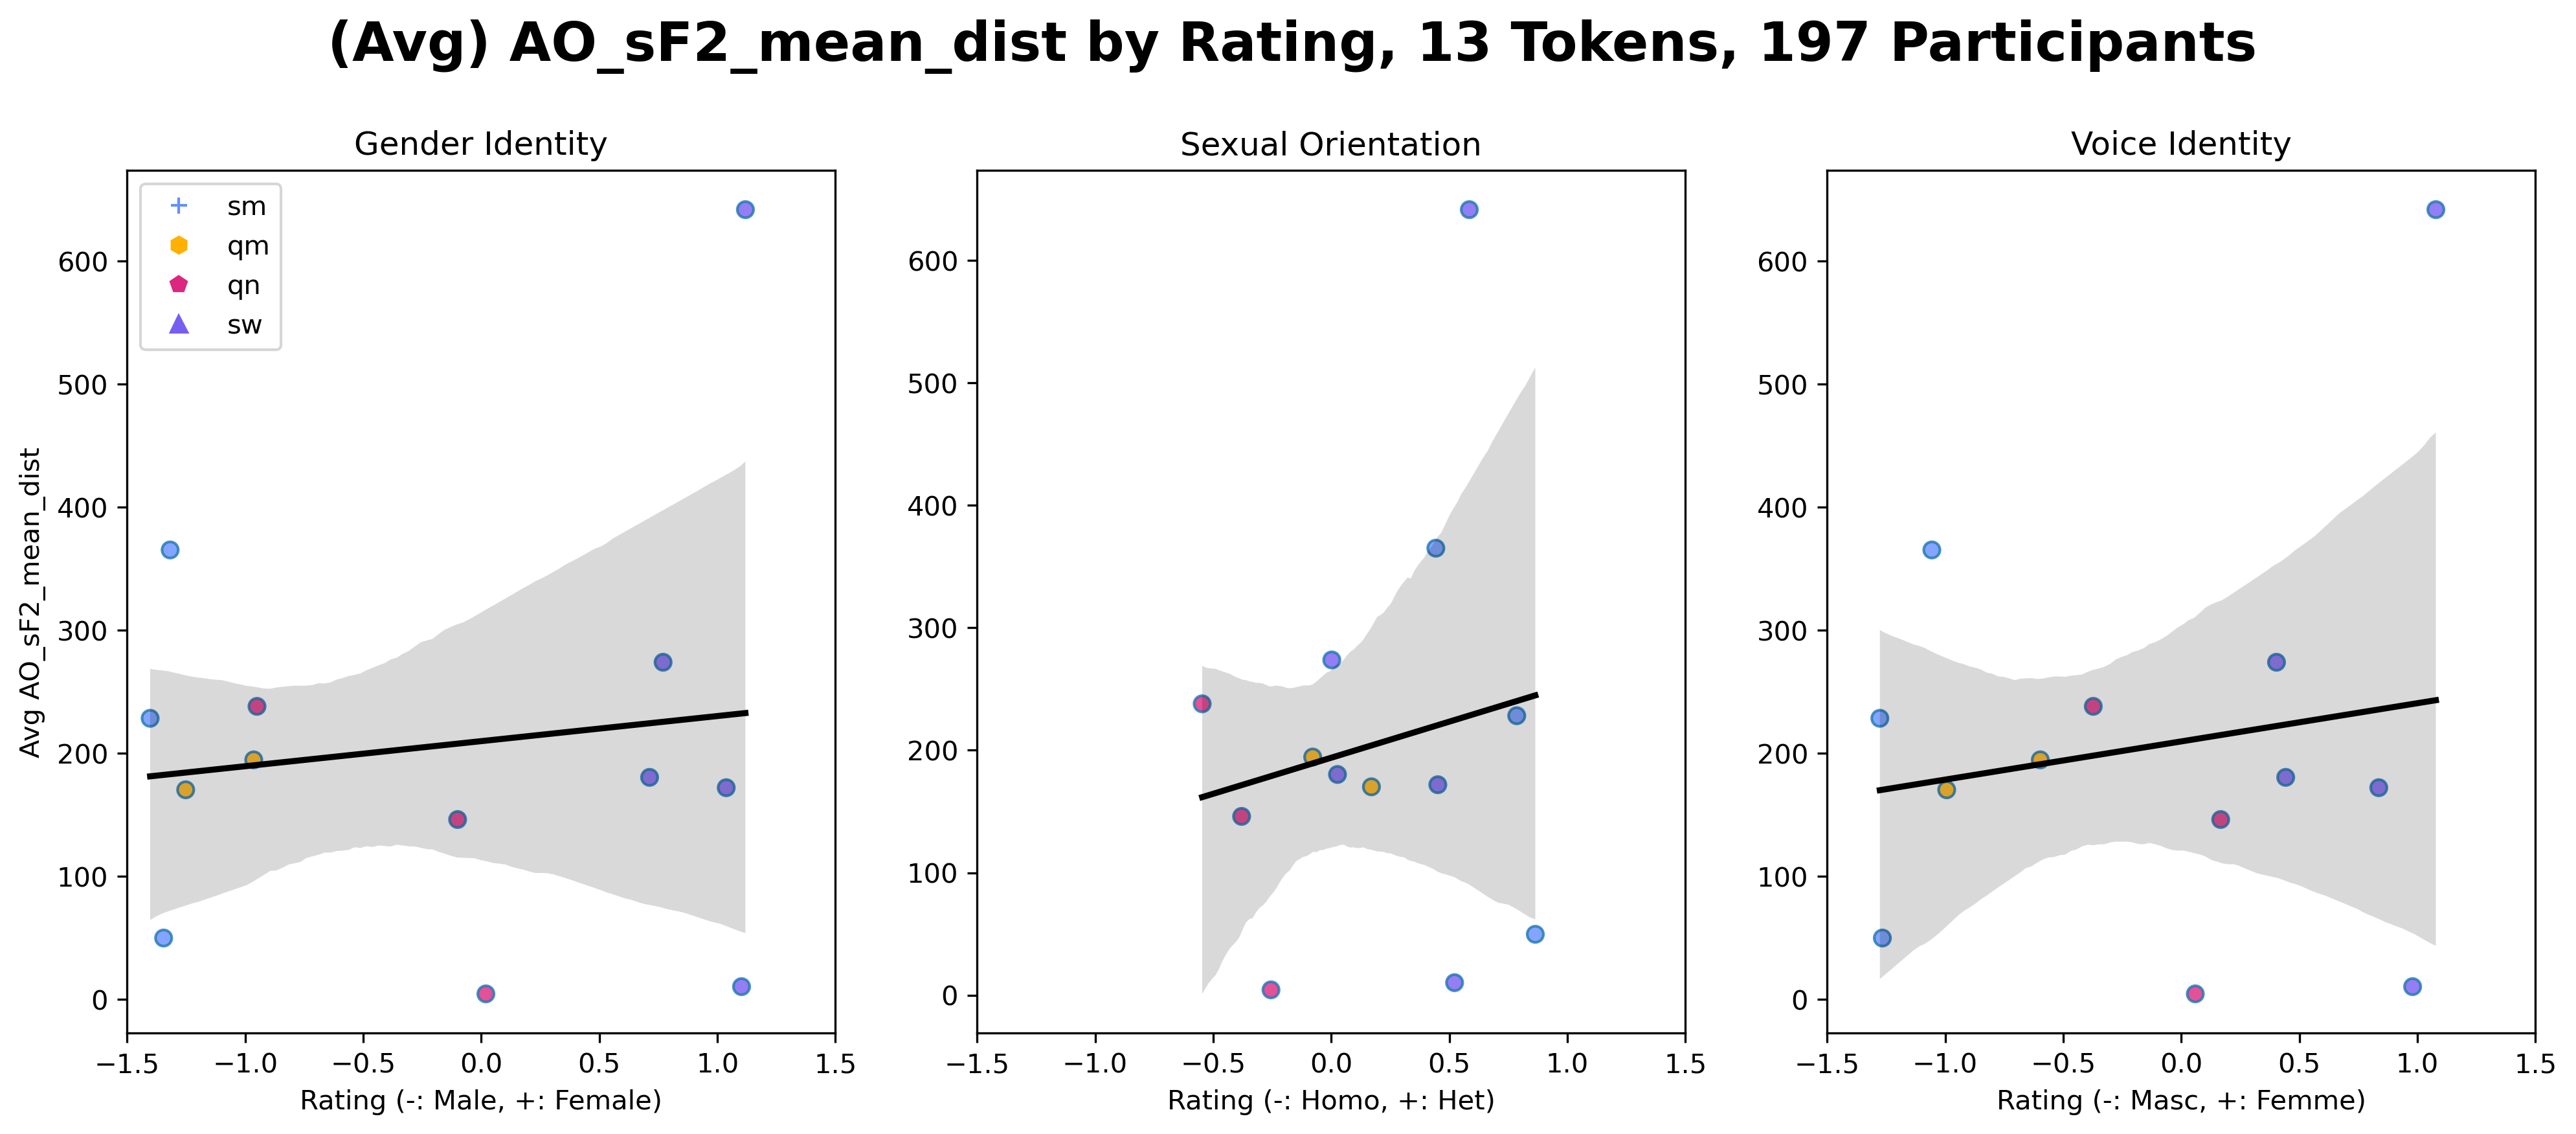 (Avg) AO_sF2_mean_dist by Rating, 13 Tokens, 197 Participants
Gender Identity
sm
qm
qn
sw
Avg AO_sF2_mean_dist
600
500
400
300
200
100
0
−1.5 −1.0 −0.5 0.0 0.5 1.0 1.5
Rating (-: Male, +: Female)
Sexual Orientation
600
500
400
300
200
100
0
−1.5 −1.0 −0.5 0.0 0.5 1.0 1.5
Rating (-: Homo, +: Het)
Voice Identity
600
500
400
300
200
100
0
−1.5 −1.0 −0.5 0.0 0.5 1.0 1.5
Rating (-: Masc, +: Femme)